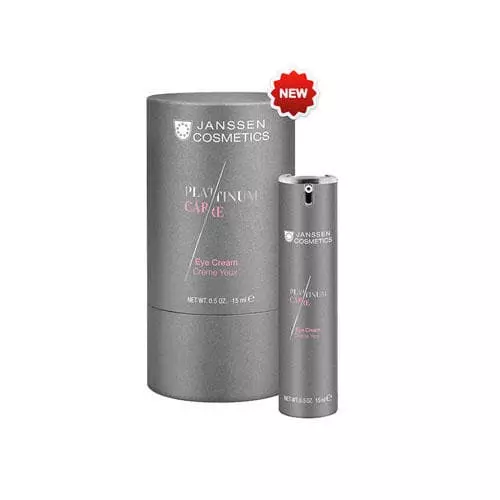 NEW
JANSSEN
COSMETICS
PLATINUM
CARE
Eye Cream
Crème Yeux
NET WT. 0.5 OZ. 15 ml ℮
JANSSEN
COSMETICS
PLATINUM
CARE
Eye Cream
Crème Yeux
NET WT. 0.5 OZ. 15 ml ℮